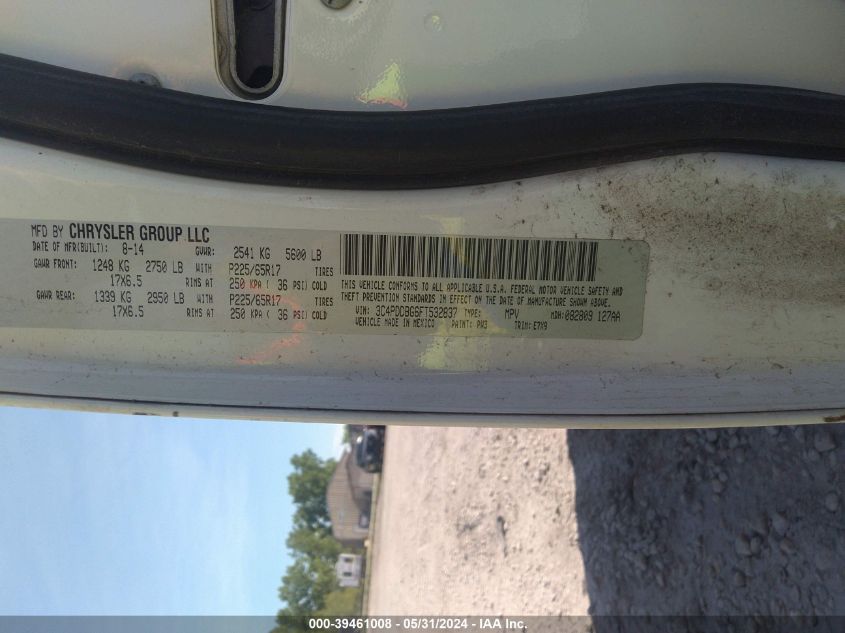 MFD BY CHRYSLER GROUP LLC
DATE OF MFR(BUILT): 8-14 GVWR: 2541 KG 5600 LB
GAWR FRONT: 1248 KG 2750 LB WITH P225/65R17 TIRES
17X6.5 RIMS AT 250 KPA ( 36 PSI) COLD
GAWR REAR: 1339 KG 2950 LB WITH P225/65R17 TIRES
17X6.5 RIMS AT 250 KPA ( 36 PSI) COLD
THIS VEHICLE CONFORMS TO ALL APPLICABLE U.S.A. FEDERAL MOTOR VEHICLE SAFETY AND
THEFT PREVENTION STANDARDS IN EFFECT ON THE DATE OF MANUFACTURE SHOWN ABOVE.
VIN: 3C4PDCBG6FT532837 TYPE: MPV MDH: 082809 127AA
VEHICLE MADE IN MEXICO PAINT: PW3 TRIM: E7X9
000-39461008 - 05/31/2024 - IAA Inc.